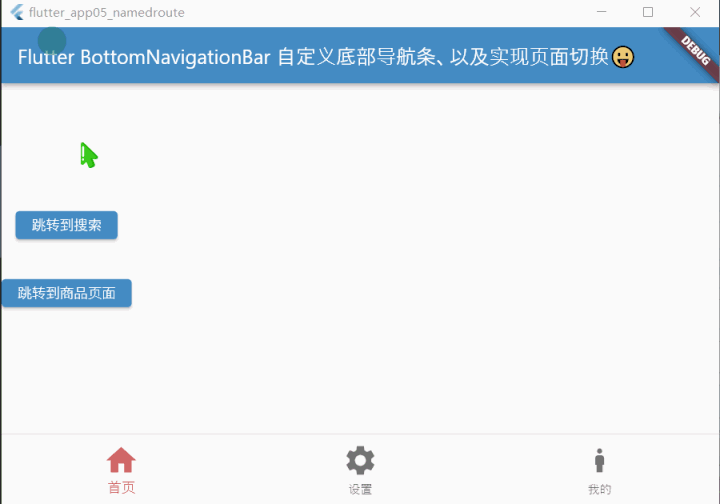 flutter_app05_namedroute
Flutter BottomNavigationBar 自定义底部导航条、以及实现页面切换😛
DEBUG
跳转到搜索
跳转到商品页面
首页
设置
我的